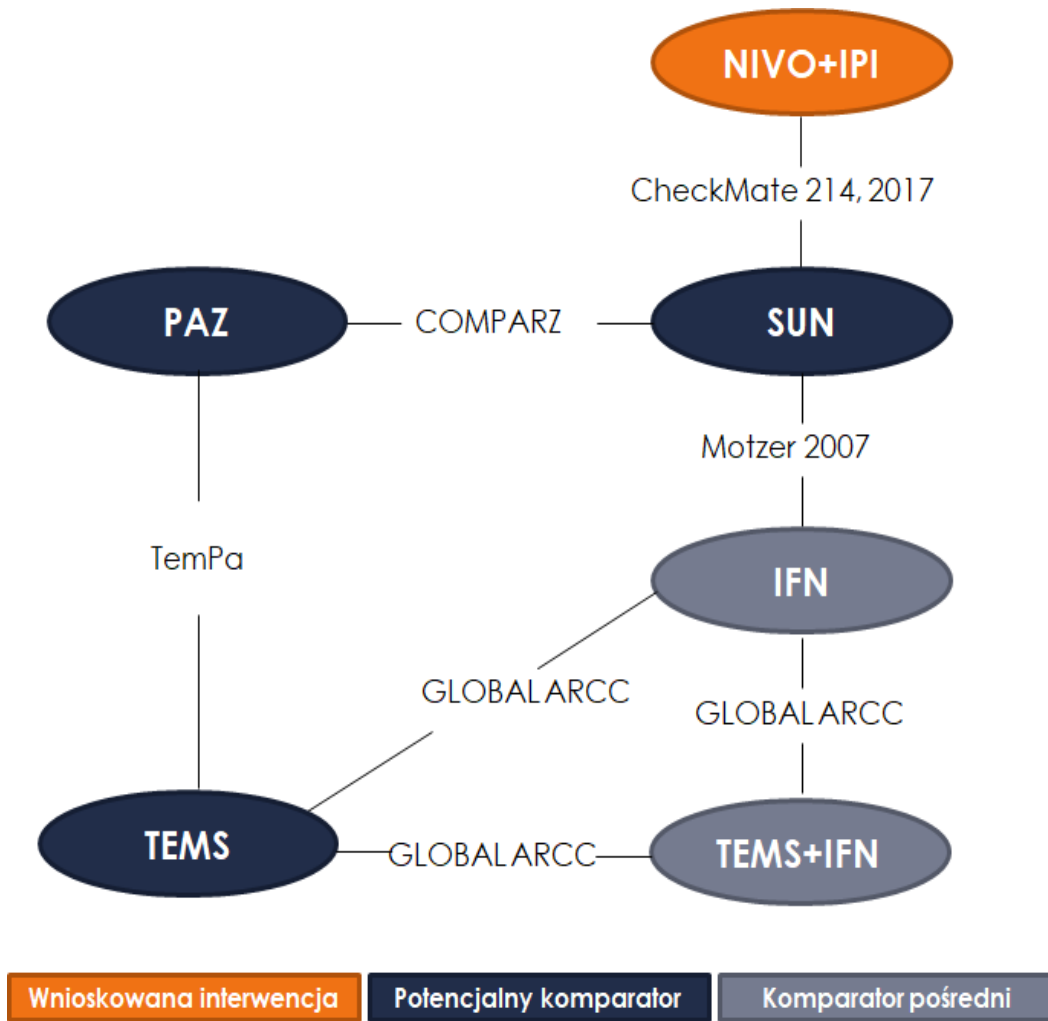 NIVO+IPI
CheckMate 214, 2017
PAZ
COMPARZ
SUN
Motzer 2007
TemPa
IFN
GLOBAL ARCC
GLOBAL ARCC
TEMS
GLOBAL ARCC
TEMS+IFN
Wnioskowana interwencja
Potencjalny komparator
Komparator pośredni